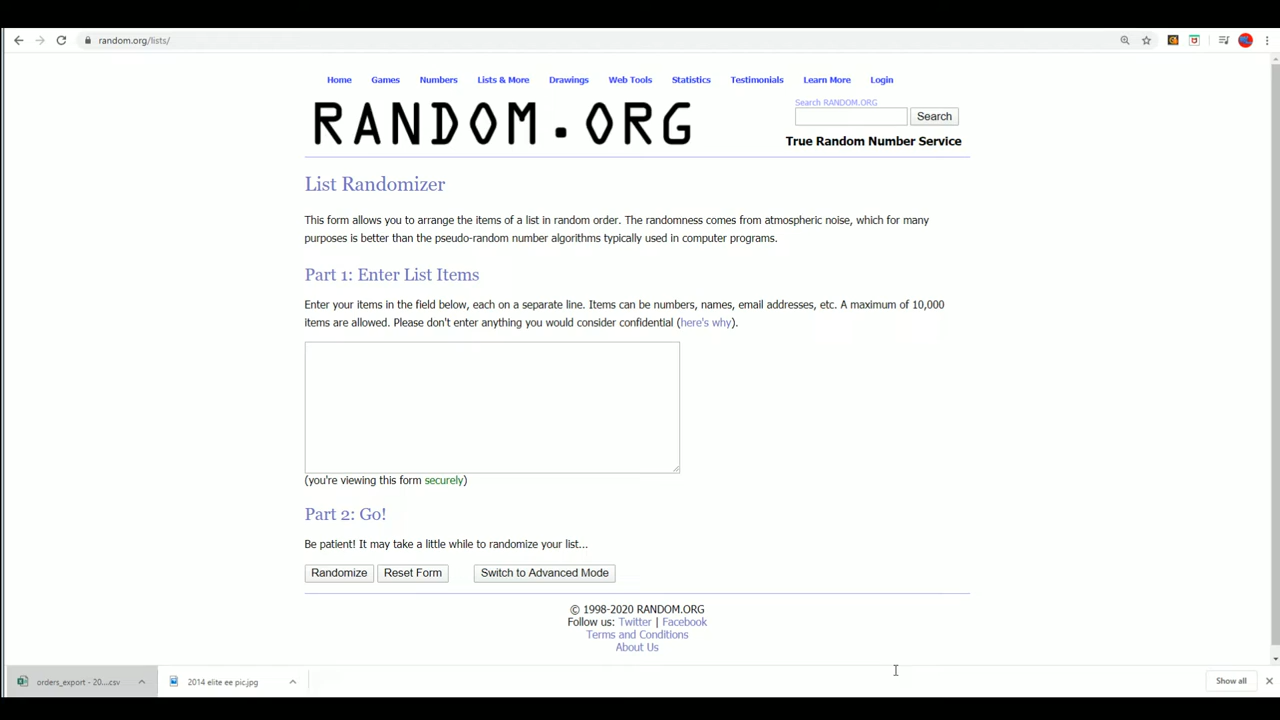 random.org/lists/
Home Games Numbers Lists & More Drawings Web Tools Statistics Testimonials Learn More Login
RANDOM.ORG
Search RANDOM.ORG
Search
True Random Number Service
List Randomizer
This form allows you to arrange the items of a list in random order. The randomness comes from atmospheric noise, which for many
purposes is better than the pseudo-random number algorithms typically used in computer programs.
Part 1: Enter List Items
Enter your items in the field below, each on a separate line. Items can be numbers, names, email addresses, etc. A maximum of 10,000
items are allowed. Please don't enter anything you would consider confidential (here's why).
(you're viewing this form securely)
Part 2: Go!
Be patient! It may take a little while to randomize your list...
Randomize Reset Form Switch to Advanced Mode
© 1998-2020 RANDOM.ORG
Follow us: Twitter | Facebook
Terms and Conditions
About Us
orders_export - 20....csv 2014 elite ee pic.jpg Show all